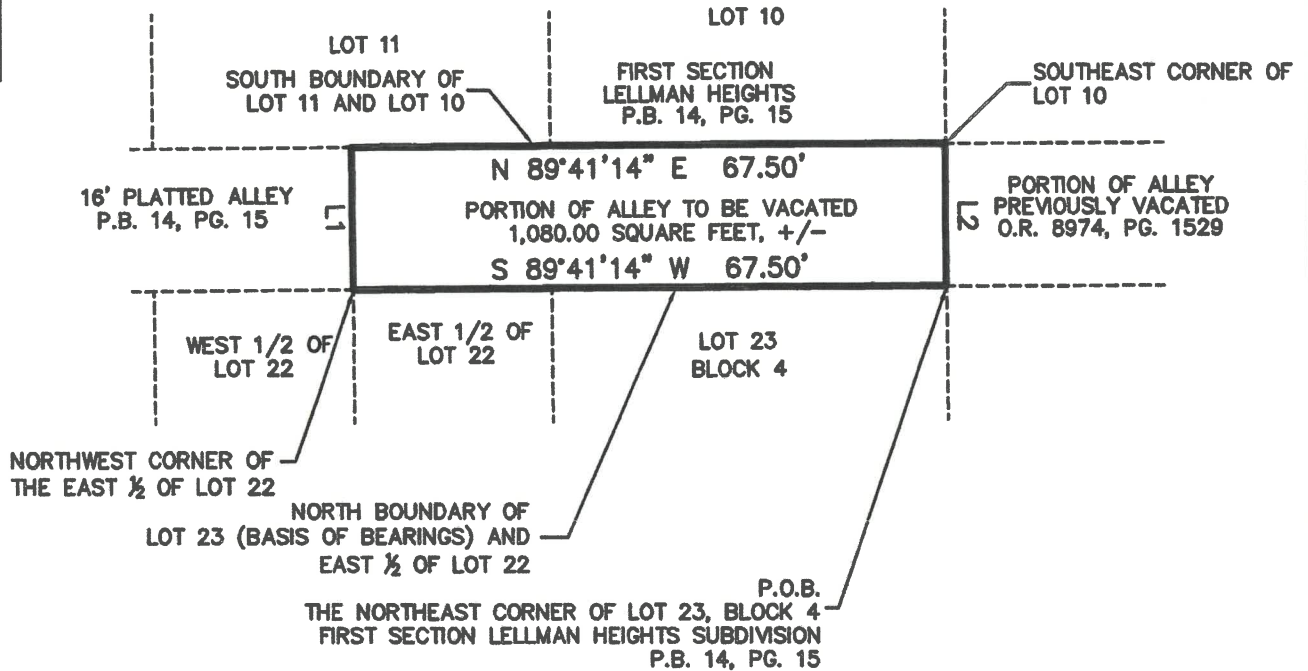 LOT 10
LOT 11
SOUTH BOUNDARY OF
LOT 11 AND LOT 10
FIRST SECTION
LELLMAN HEIGHTS
P.B. 14, PG. 15
SOUTHEAST CORNER OF
LOT 10
16' PLATTED ALLEY
P.B. 14, PG. 15
L1
N 89°41'14" E 67.50'
PORTION OF ALLEY TO BE VACATED
1,080.00 SQUARE FEET, +/-
S 89°41'14" W 67.50'
L2
PORTION OF ALLEY
PREVIOUSLY VACATED
O.R. 8974, PG. 1529
WEST 1/2 OF
LOT 22
EAST 1/2 OF
LOT 22
LOT 23
BLOCK 4
NORTHWEST CORNER OF
THE EAST ½ OF LOT 22
NORTH BOUNDARY OF
LOT 23 (BASIS OF BEARINGS) AND
EAST ½ OF LOT 22
P.O.B.
THE NORTHEAST CORNER OF LOT 23, BLOCK 4
FIRST SECTION LELLMAN HEIGHTS SUBDIVISION
P.B. 14, PG. 15